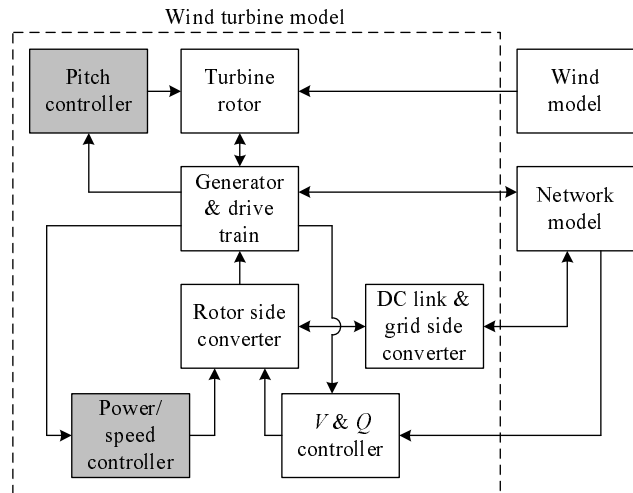 Wind turbine model
Pitch
controller
Turbine
rotor
Wind
model
Generator
& drive
train
Network
model
Rotor side
converter
DC link &
grid side
converter
Power/
speed
controller
V & Q
controller